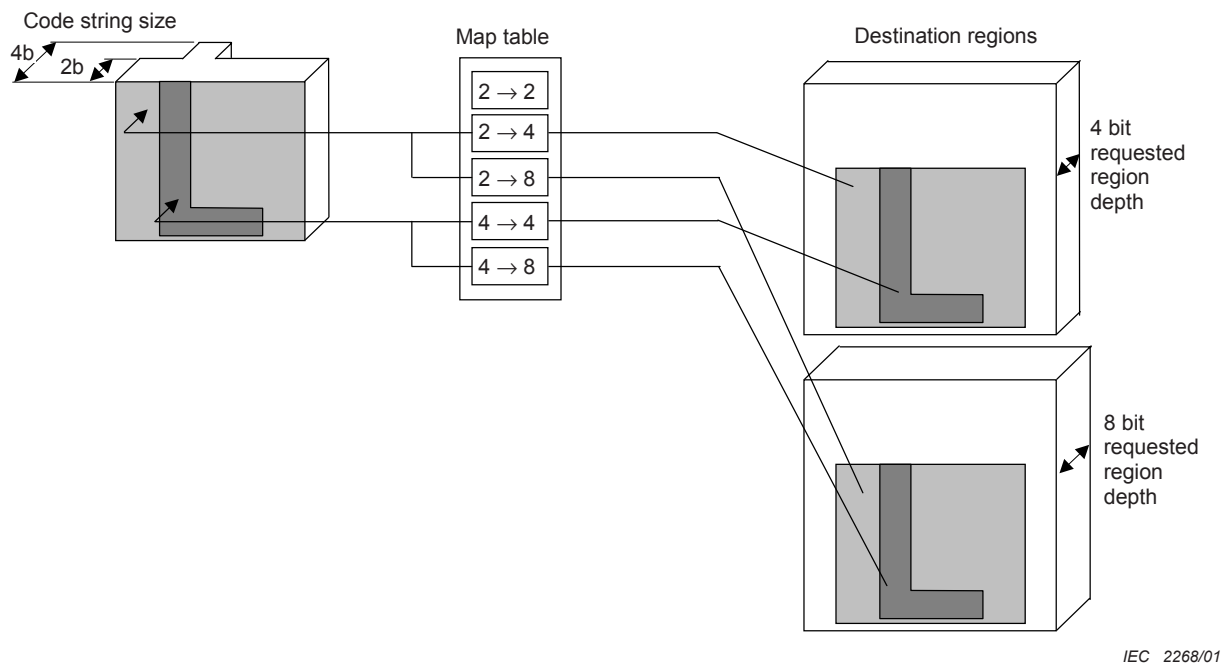 Code string size
4b
2b
Map table
2 → 2
2 → 4
2 → 8
4 → 4
4 → 8
Destination regions
4 bit
requested
region
depth
8 bit
requested
region
depth
IEC 2268/01